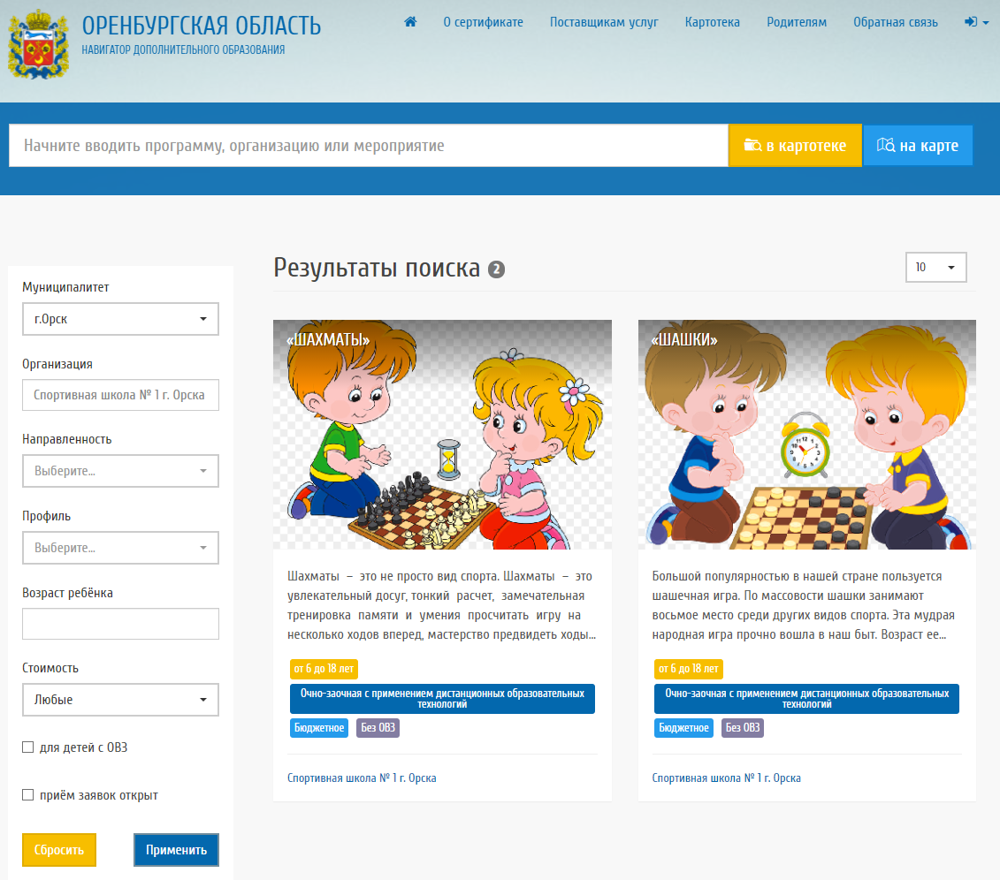 ОРЕНБУРГСКАЯ ОБЛАСТЬ
НАВИГАТОР ДОПОЛНИТЕЛЬНОГО ОБРАЗОВАНИЯ
О сертификате
Поставщикам услуг
Картотека
Родителям
Обратная связь
Начните вводить программу, организацию или мероприятие
в картотеке
на карте
Муниципалитет
г.Орск
Организация
Спортивная школа № 1 г. Орска
Направленность
Выберите...
Профиль
Выберите...
Возраст ребёнка
Стоимость
Любые
для детей с ОВЗ
приём заявок открыт
Сбросить
Применить
Результаты поиска 2
10
«ШАХМАТЫ»
Шахматы – это не просто вид спорта. Шахматы – это
увлекательный досуг, тонкий расчет, замечательная
тренировка памяти и умения просчитать игру на
несколько ходов вперед, мастерство предвидеть ходы...
от 6 до 18 лет
Очно-заочная с применением дистанционных образовательных
технологий
Бюджетное
Без ОВЗ
Спортивная школа № 1 г. Орска
«ШАШКИ»
Большой популярностью в нашей стране пользуется
шашечная игра. По массовости шашки занимают
восьмое место среди других видов спорта. Эта мудрая
народная игра прочно вошла в наш быт. Возраст ее...
от 6 до 18 лет
Очно-заочная с применением дистанционных образовательных
технологий
Бюджетное
Без ОВЗ
Спортивная школа № 1 г. Орска